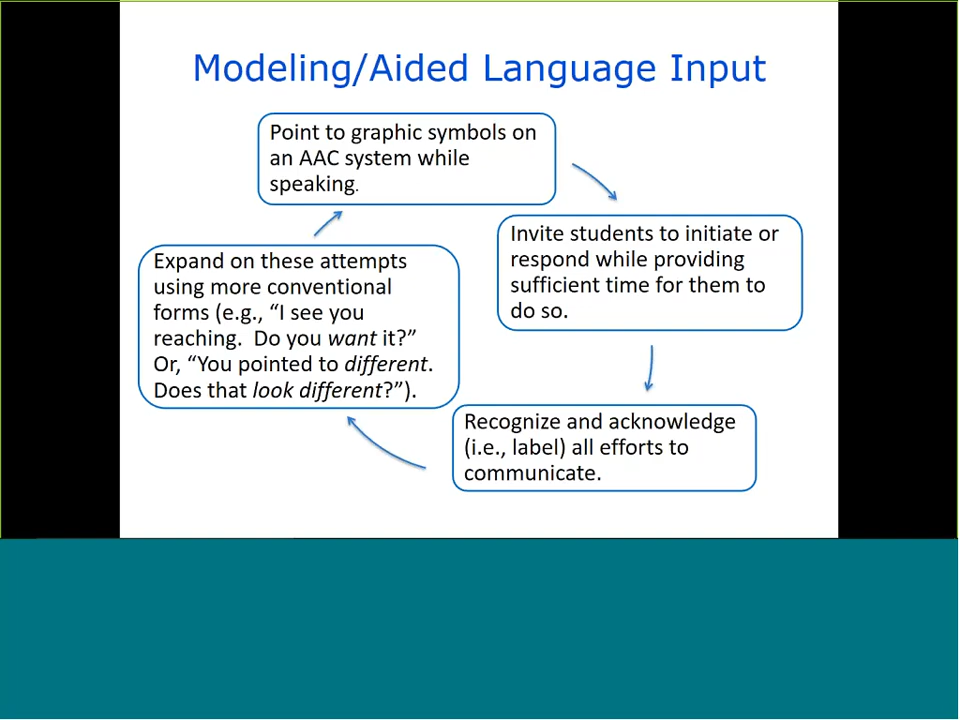 Modeling/Aided Language Input
Point to graphic symbols on
an AAC system while
speaking.
Invite students to initiate or
respond while providing
sufficient time for them to
do so.
Recognize and acknowledge
(i.e., label) all efforts to
communicate.
Expand on these attempts
using more conventional
forms (e.g., “I see you
reaching.  Do you want it?”
Or, “You pointed to different.
Does that look different?”).